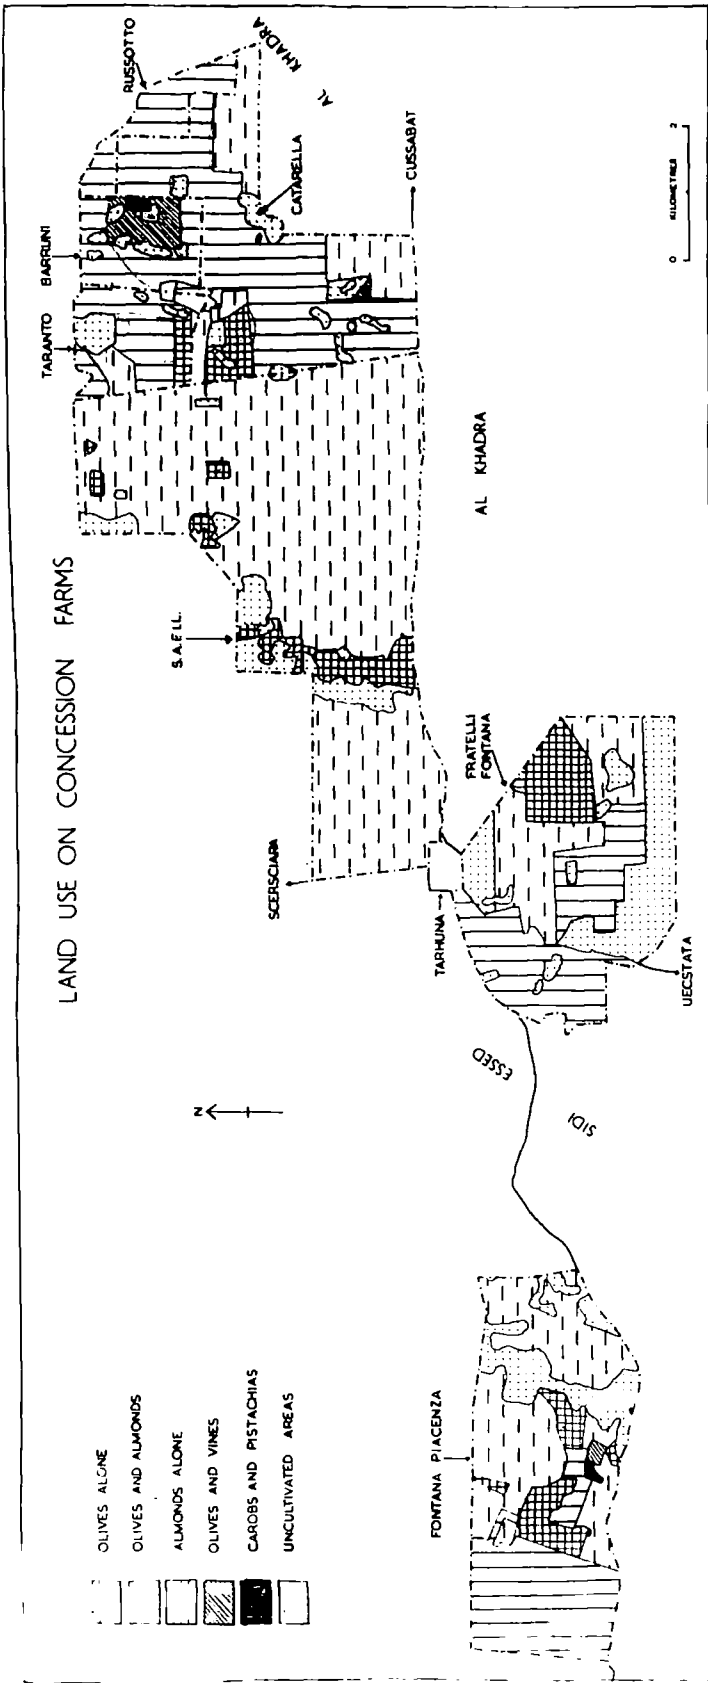 LAND USE ON CONCESSION FARMS
OLIVES ALONE
OLIVES AND ALMONDS
ALMONDS ALONE
OLIVES AND VINES
CAROBS AND PISTACHIAS
UNCULTIVATED AREAS
N
FONTANA PIACENZA
SIDI
ESSED
UECSTATA
TARHUNA
FRATELLI
FONTANA
SCERSCIARA
S.A.E.L.L.
AL KHADRA
TARANTO
BARRUNI
RUSSOTTO
AL KHADRA
CATARELLA
CUSSABAT
0 KILOMETRES 2